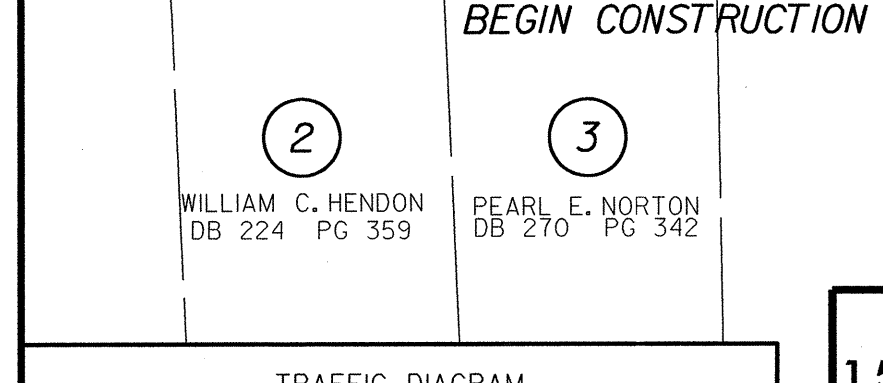 BEGIN CONSTRUCTION
2
3
WILLIAM C. HENDON
DB 224 PG 359
PEARL E. NORTON
DB 270 PG 342
TRAFFIC DIAGRAM